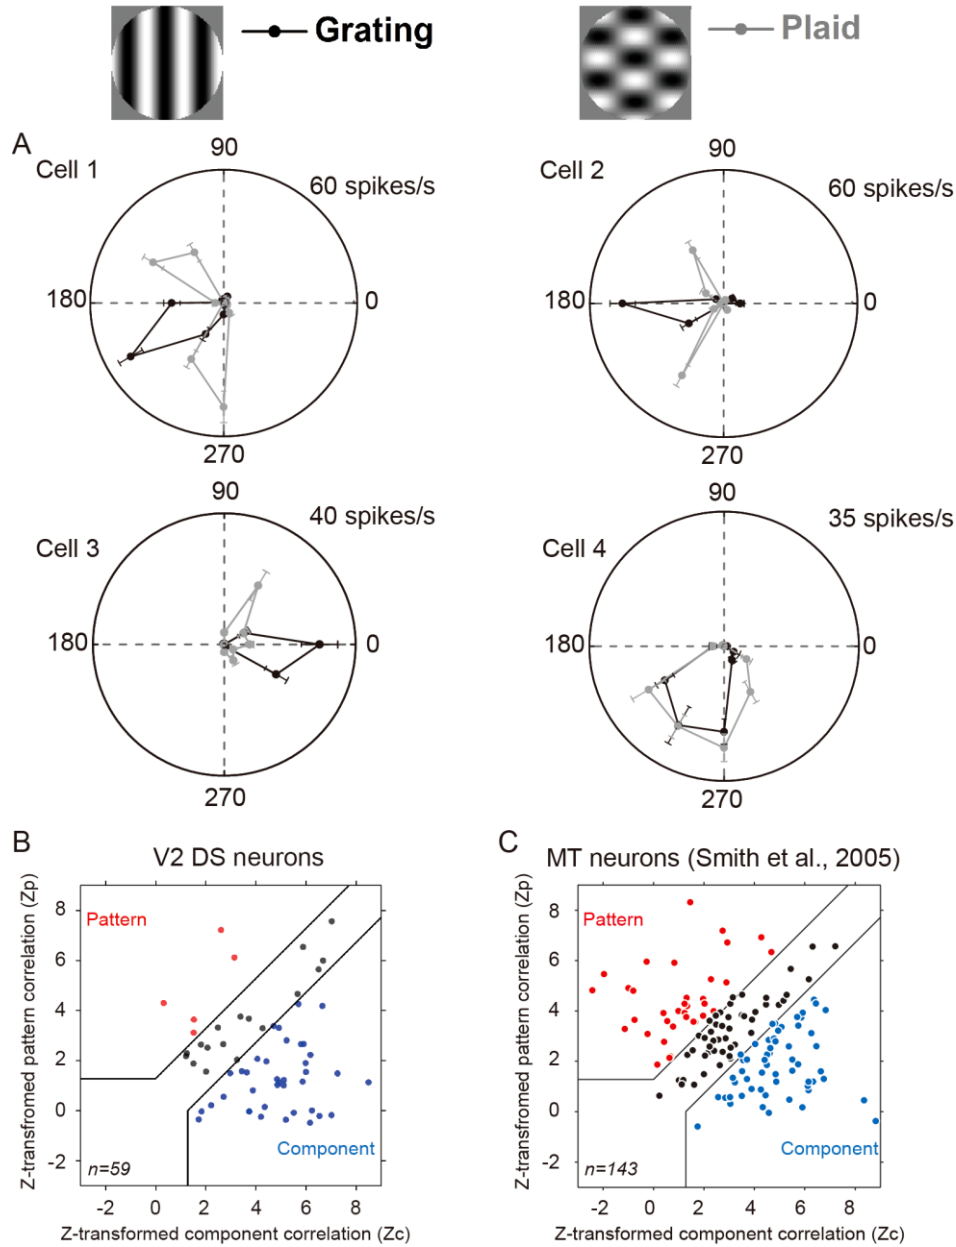 Grating
Plaid
A
Cell 1
90
60 spikes/s
180
0
270
Cell 2
90
60 spikes/s
180
0
270
Cell 3
90
40 spikes/s
180
0
270
Cell 4
90
35 spikes/s
180
0
270
B
V2 DS neurons
Z-transfromed pattern correlation (Zp)
8
6
4
2
0
-2
Pattern
Component
n=59
-2 0 2 4 6 8
Z-transformed component correlation (Zc)
C
MT neurons (Smith et al., 2005)
Z-transfromed pattern correlation (Zp)
8
6
4
2
0
-2
Pattern
Component
n=143
-2 0 2 4 6 8
Z-transformed component correlation (Zc)